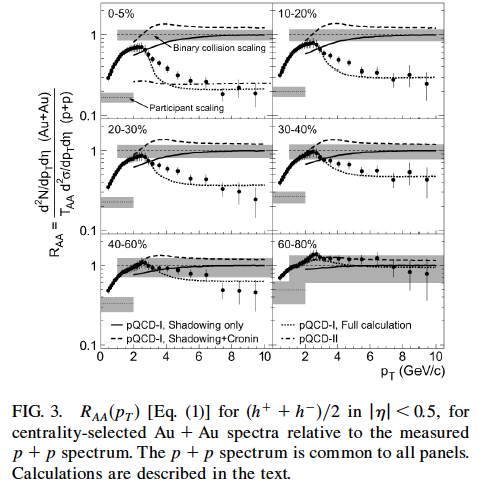 0-5%
10-20%
1
Binary collision scaling
Participant scaling
0.1
20-30%
30-40%
1
0.1
40-60%
60-80%
1
pQCD-I, Shadowing only
pQCD-I, Full calculation
pQCD-I, Shadowing+Cronin
pQCD-II
0.1
0 2 4 6 8 10
0 2 4 6 8 10
p_T (GeV/c)
R_AA = d²N/dp_Tdη (Au+Au) / T_AA d²σ/dp_Tdη (p+p)
FIG. 3. R_AA(p_T) [Eq. (1)] for (h⁺ + h⁻)/2 in |η| < 0.5, for
centrality-selected Au + Au spectra relative to the measured
p + p spectrum. The p + p spectrum is common to all panels.
Calculations are described in the text.